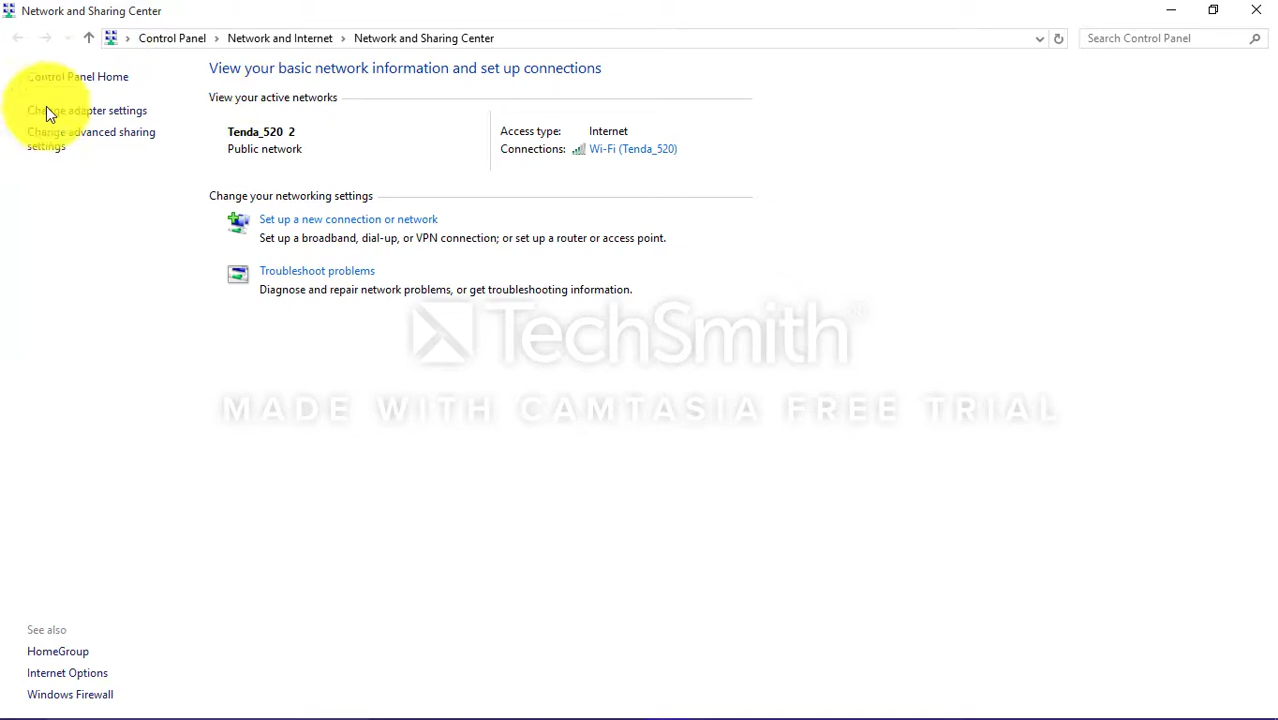 Network and Sharing Center
Control Panel
Network and Internet
Network and Sharing Center
Search Control Panel
Control Panel Home
Change adapter settings
Change advanced sharing
settings
View your basic network information and set up connections
View your active networks
Tenda_520 2
Public network
Access type: Internet
Connections: Wi-Fi (Tenda_520)
Change your networking settings
Set up a new connection or network
Set up a broadband, dial-up, or VPN connection; or set up a router or access point.
Troubleshoot problems
Diagnose and repair network problems, or get troubleshooting information.
TechSmith
MADE WITH CAMTASIA FREE TRIAL
See also
HomeGroup
Internet Options
Windows Firewall